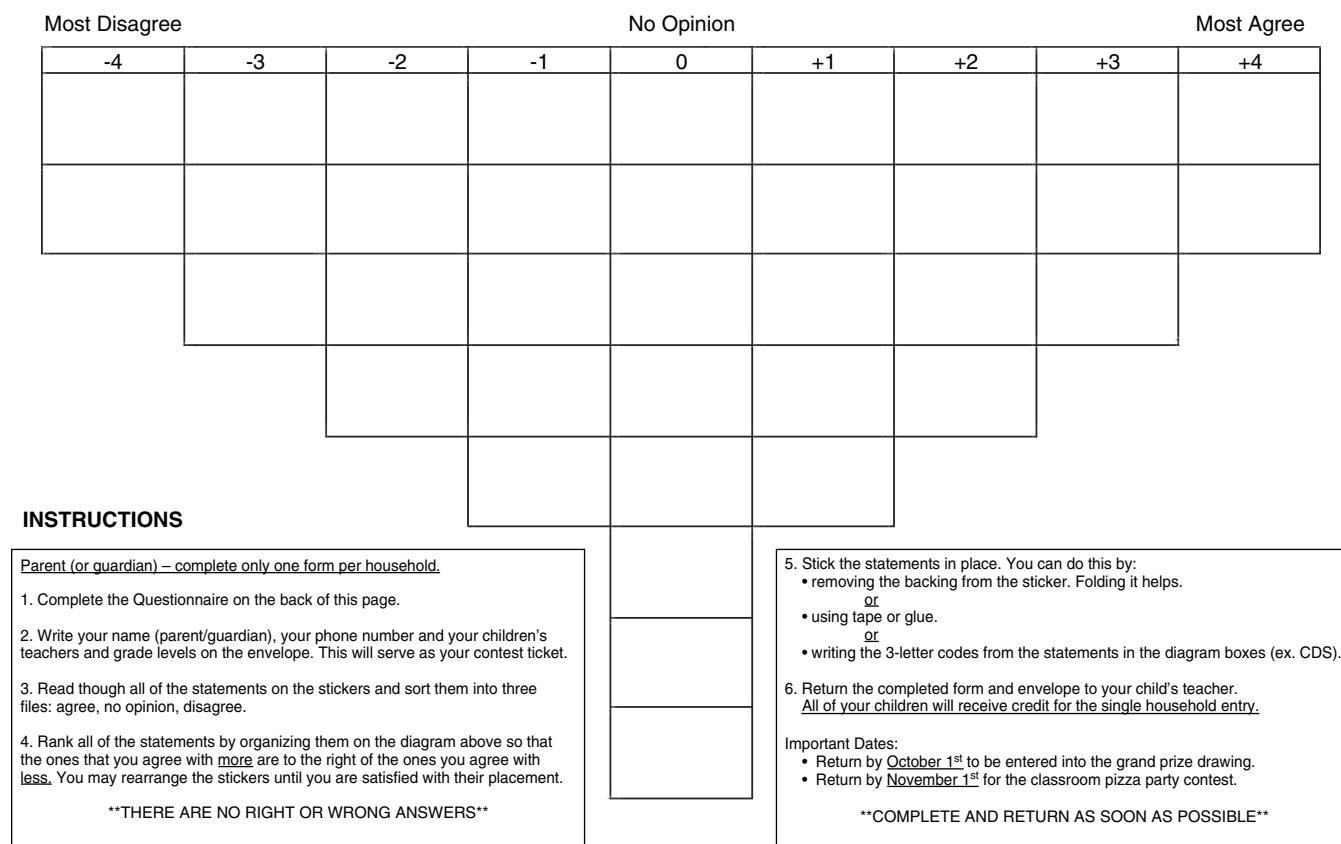 Most Disagree No Opinion Most Agree
-4 -3 -2 -1 0 +1 +2 +3 +4
INSTRUCTIONS
Parent (or guardian) – complete only one form per household.
1. Complete the Questionnaire on the back of this page.
2. Write your name (parent/guardian), your phone number and your children's
teachers and grade levels on the envelope. This will serve as your contest ticket.
3. Read though all of the statements on the stickers and sort them into three
files: agree, no opinion, disagree.
4. Rank all of the statements by organizing them on the diagram above so that
the ones that you agree with more are to the right of the ones you agree with
less. You may rearrange the stickers until you are satisfied with their placement.
**THERE ARE NO RIGHT OR WRONG ANSWERS**
5. Stick the statements in place. You can do this by:
• removing the backing from the sticker. Folding it helps.
or
• using tape or glue.
or
• writing the 3-letter codes from the statements in the diagram boxes (ex. CDS).
6. Return the completed form and envelope to your child's teacher.
All of your children will receive credit for the single household entry.
Important Dates:
• Return by October 1st to be entered into the grand prize drawing.
• Return by November 1st for the classroom pizza party contest.
**COMPLETE AND RETURN AS SOON AS POSSIBLE**